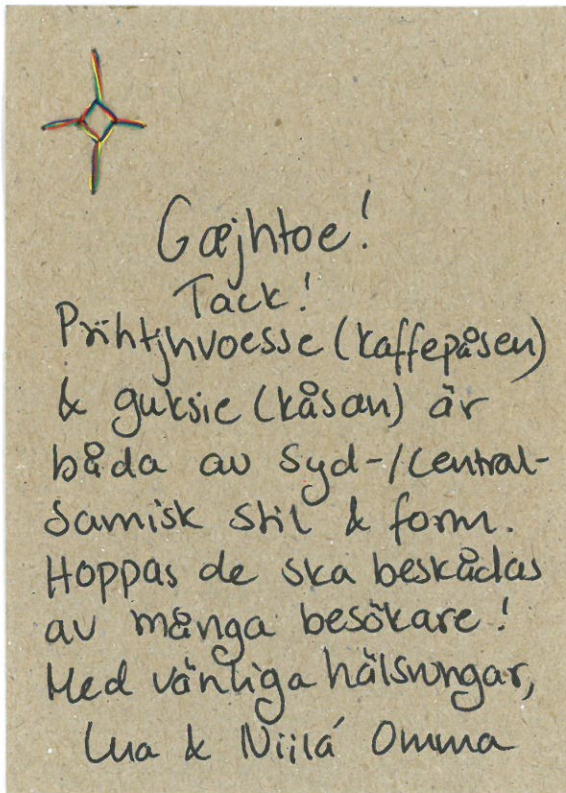 Gæjhtoe!
Tack!
Prihtjhvoesse (kaffepåsen)
& guksie (kåsan) är
båda av Syd-/Central-
Samisk stil & form.
Hoppas de ska beskådas
av många besökare!
Med vänliga hälsningar,
& Niilá Omma